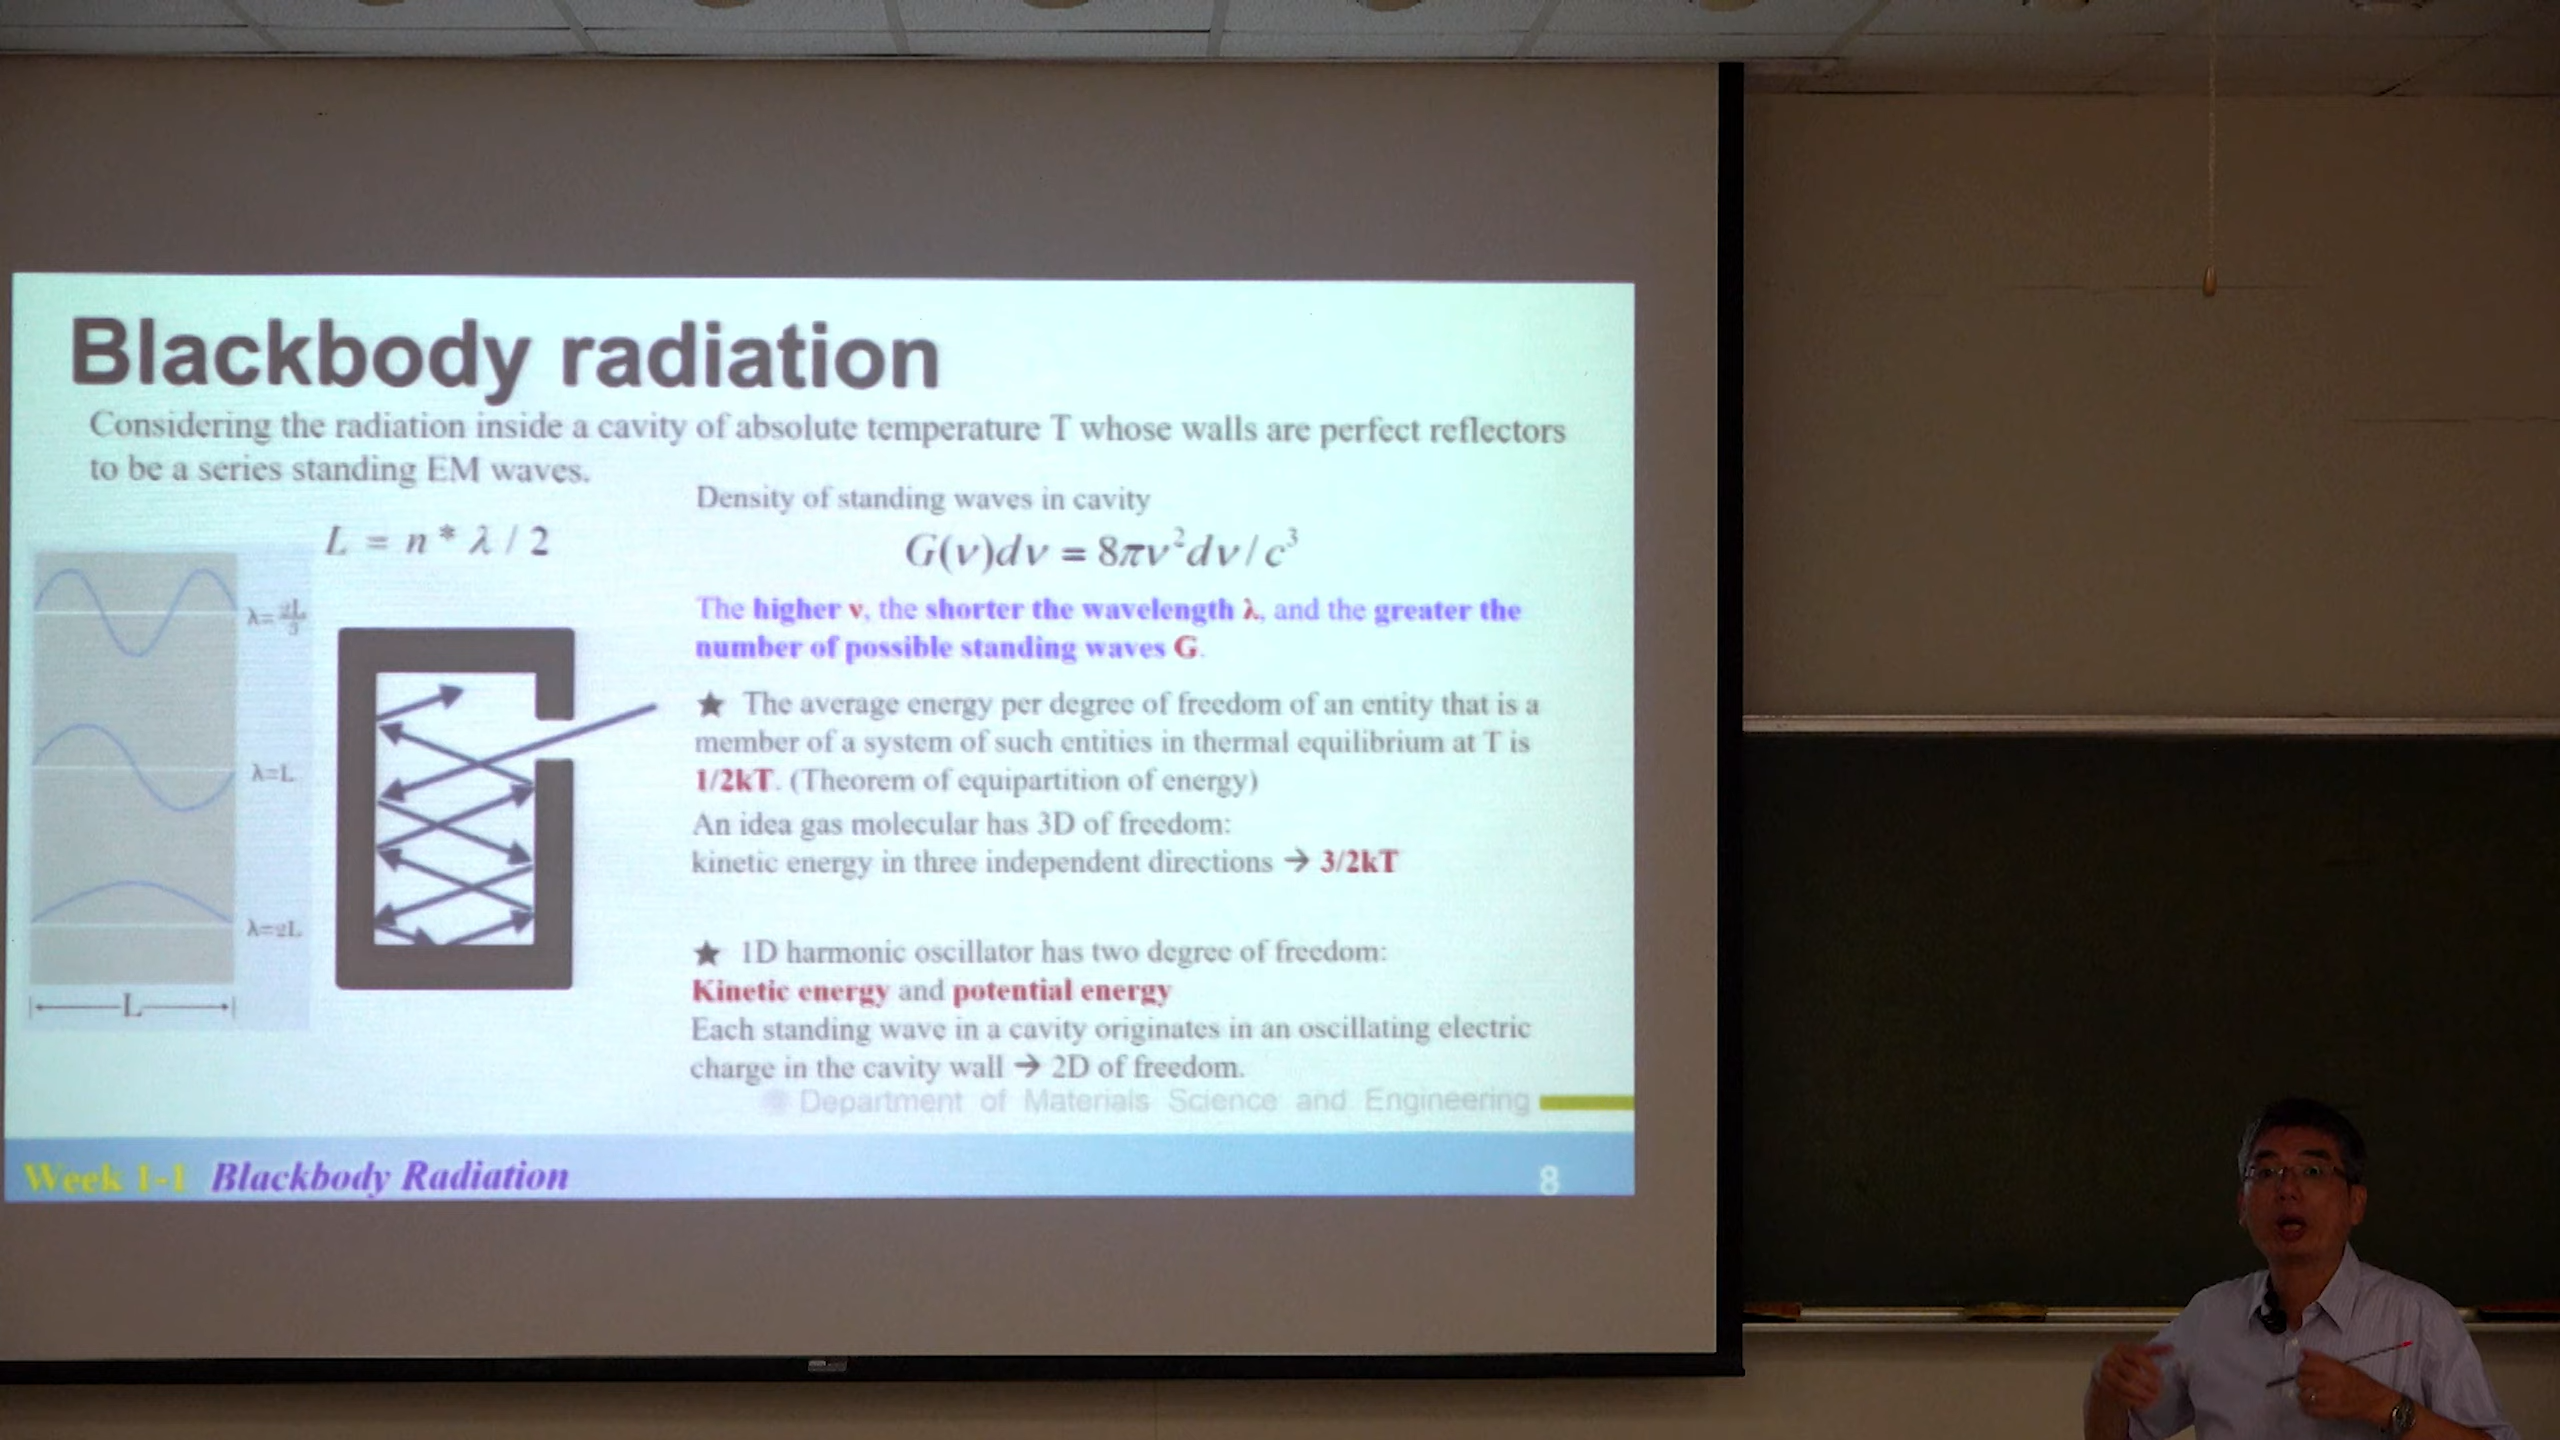 Blackbody radiation
Considering the radiation inside a cavity of absolute temperature T whose walls are perfect reflectors
to be a series standing EM waves.
L = n * λ / 2
Density of standing waves in cavity
G(ν)dν = 8πν²dν / c³
The higher ν, the shorter the wavelength λ, and the greater the
number of possible standing waves G.
λ=2L/3
λ=L
λ=2L
L
★ The average energy per degree of freedom of an entity that is a
member of a system of such entities in thermal equilibrium at T is
1/2kT. (Theorem of equipartition of energy)
An idea gas molecular has 3D of freedom:
kinetic energy in three independent directions → 3/2kT
★ 1D harmonic oscillator has two degree of freedom:
Kinetic energy and potential energy
Each standing wave in a cavity originates in an oscillating electric
charge in the cavity wall → 2D of freedom.
Department of Materials Science and Engineering
Week 1-1 Blackbody Radiation
8